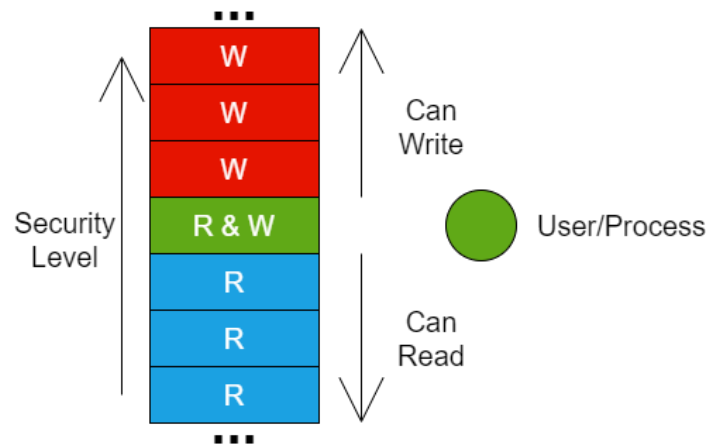 ...
W
W
W
R & W
R
R
R
...
Security
Level
Can
Write
Can
Read
User/Process